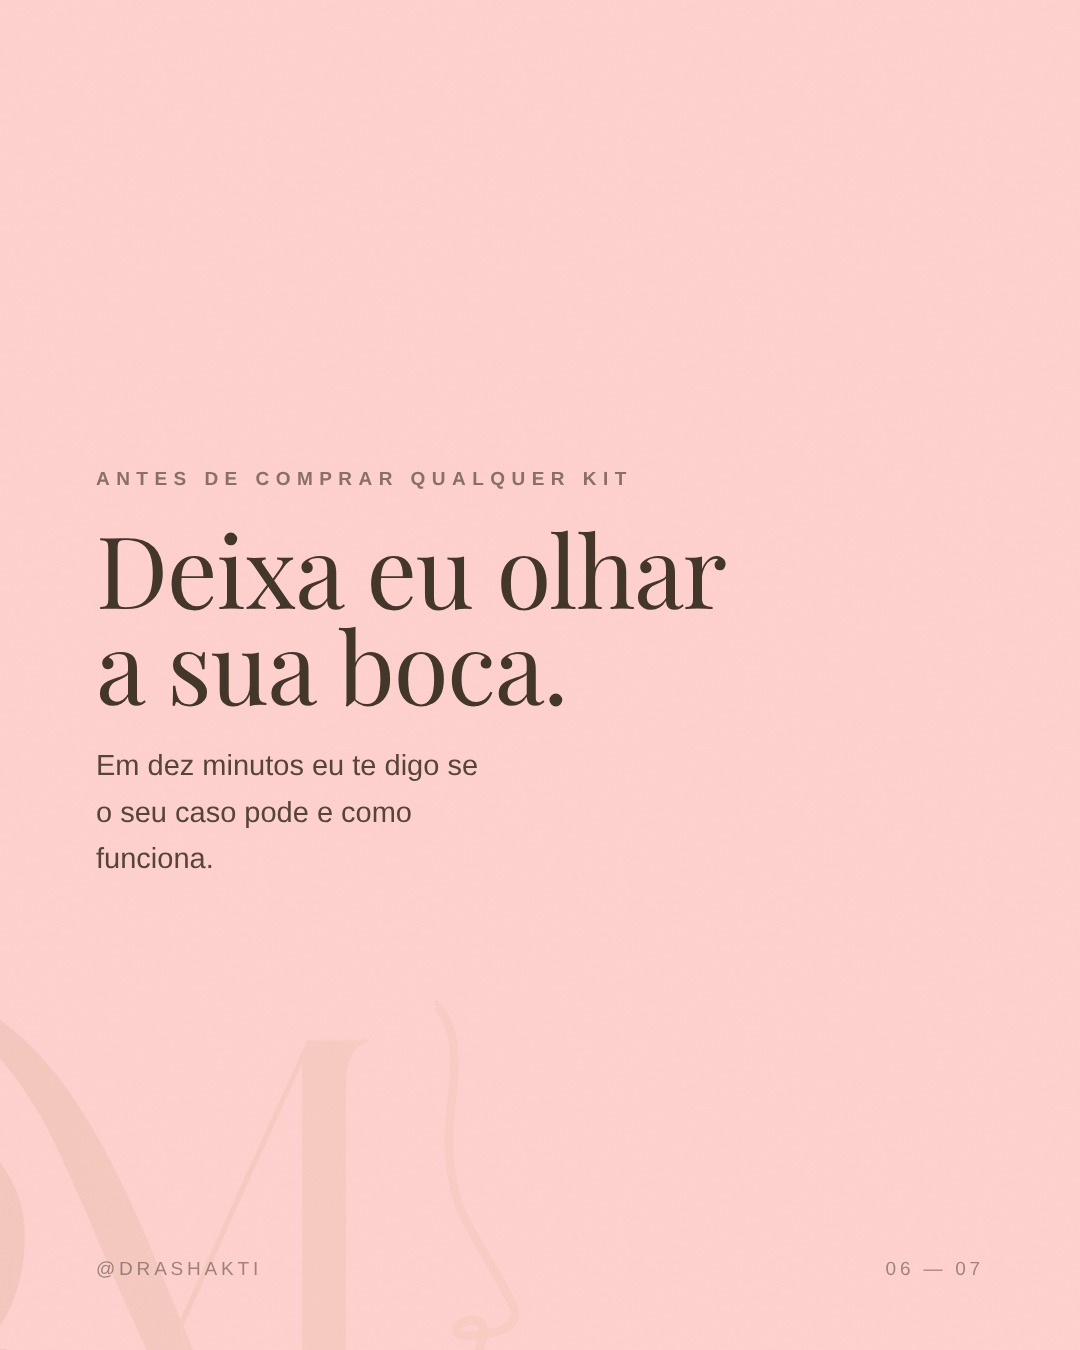 ANTES DE COMPRAR QUALQUER KIT
Deixa eu olhar
a sua boca.
Em dez minutos eu te digo se
o seu caso pode e como
funciona.
@DRASHAKTI
06 — 07